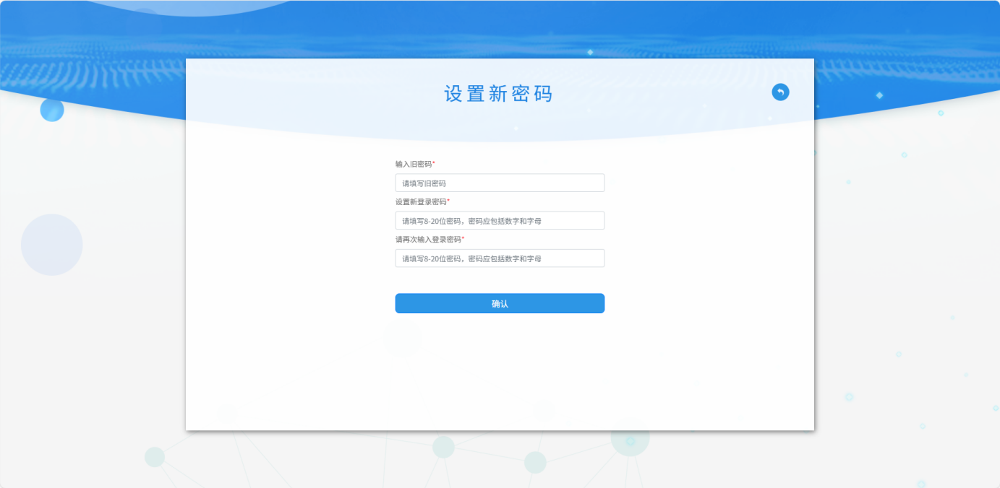 设置新密码
输入旧密码*
请填写旧密码
设置新登录密码*
请填写8-20位密码，密码应包括数字和字母
请再次输入登录密码*
请填写8-20位密码，密码应包括数字和字母
确认